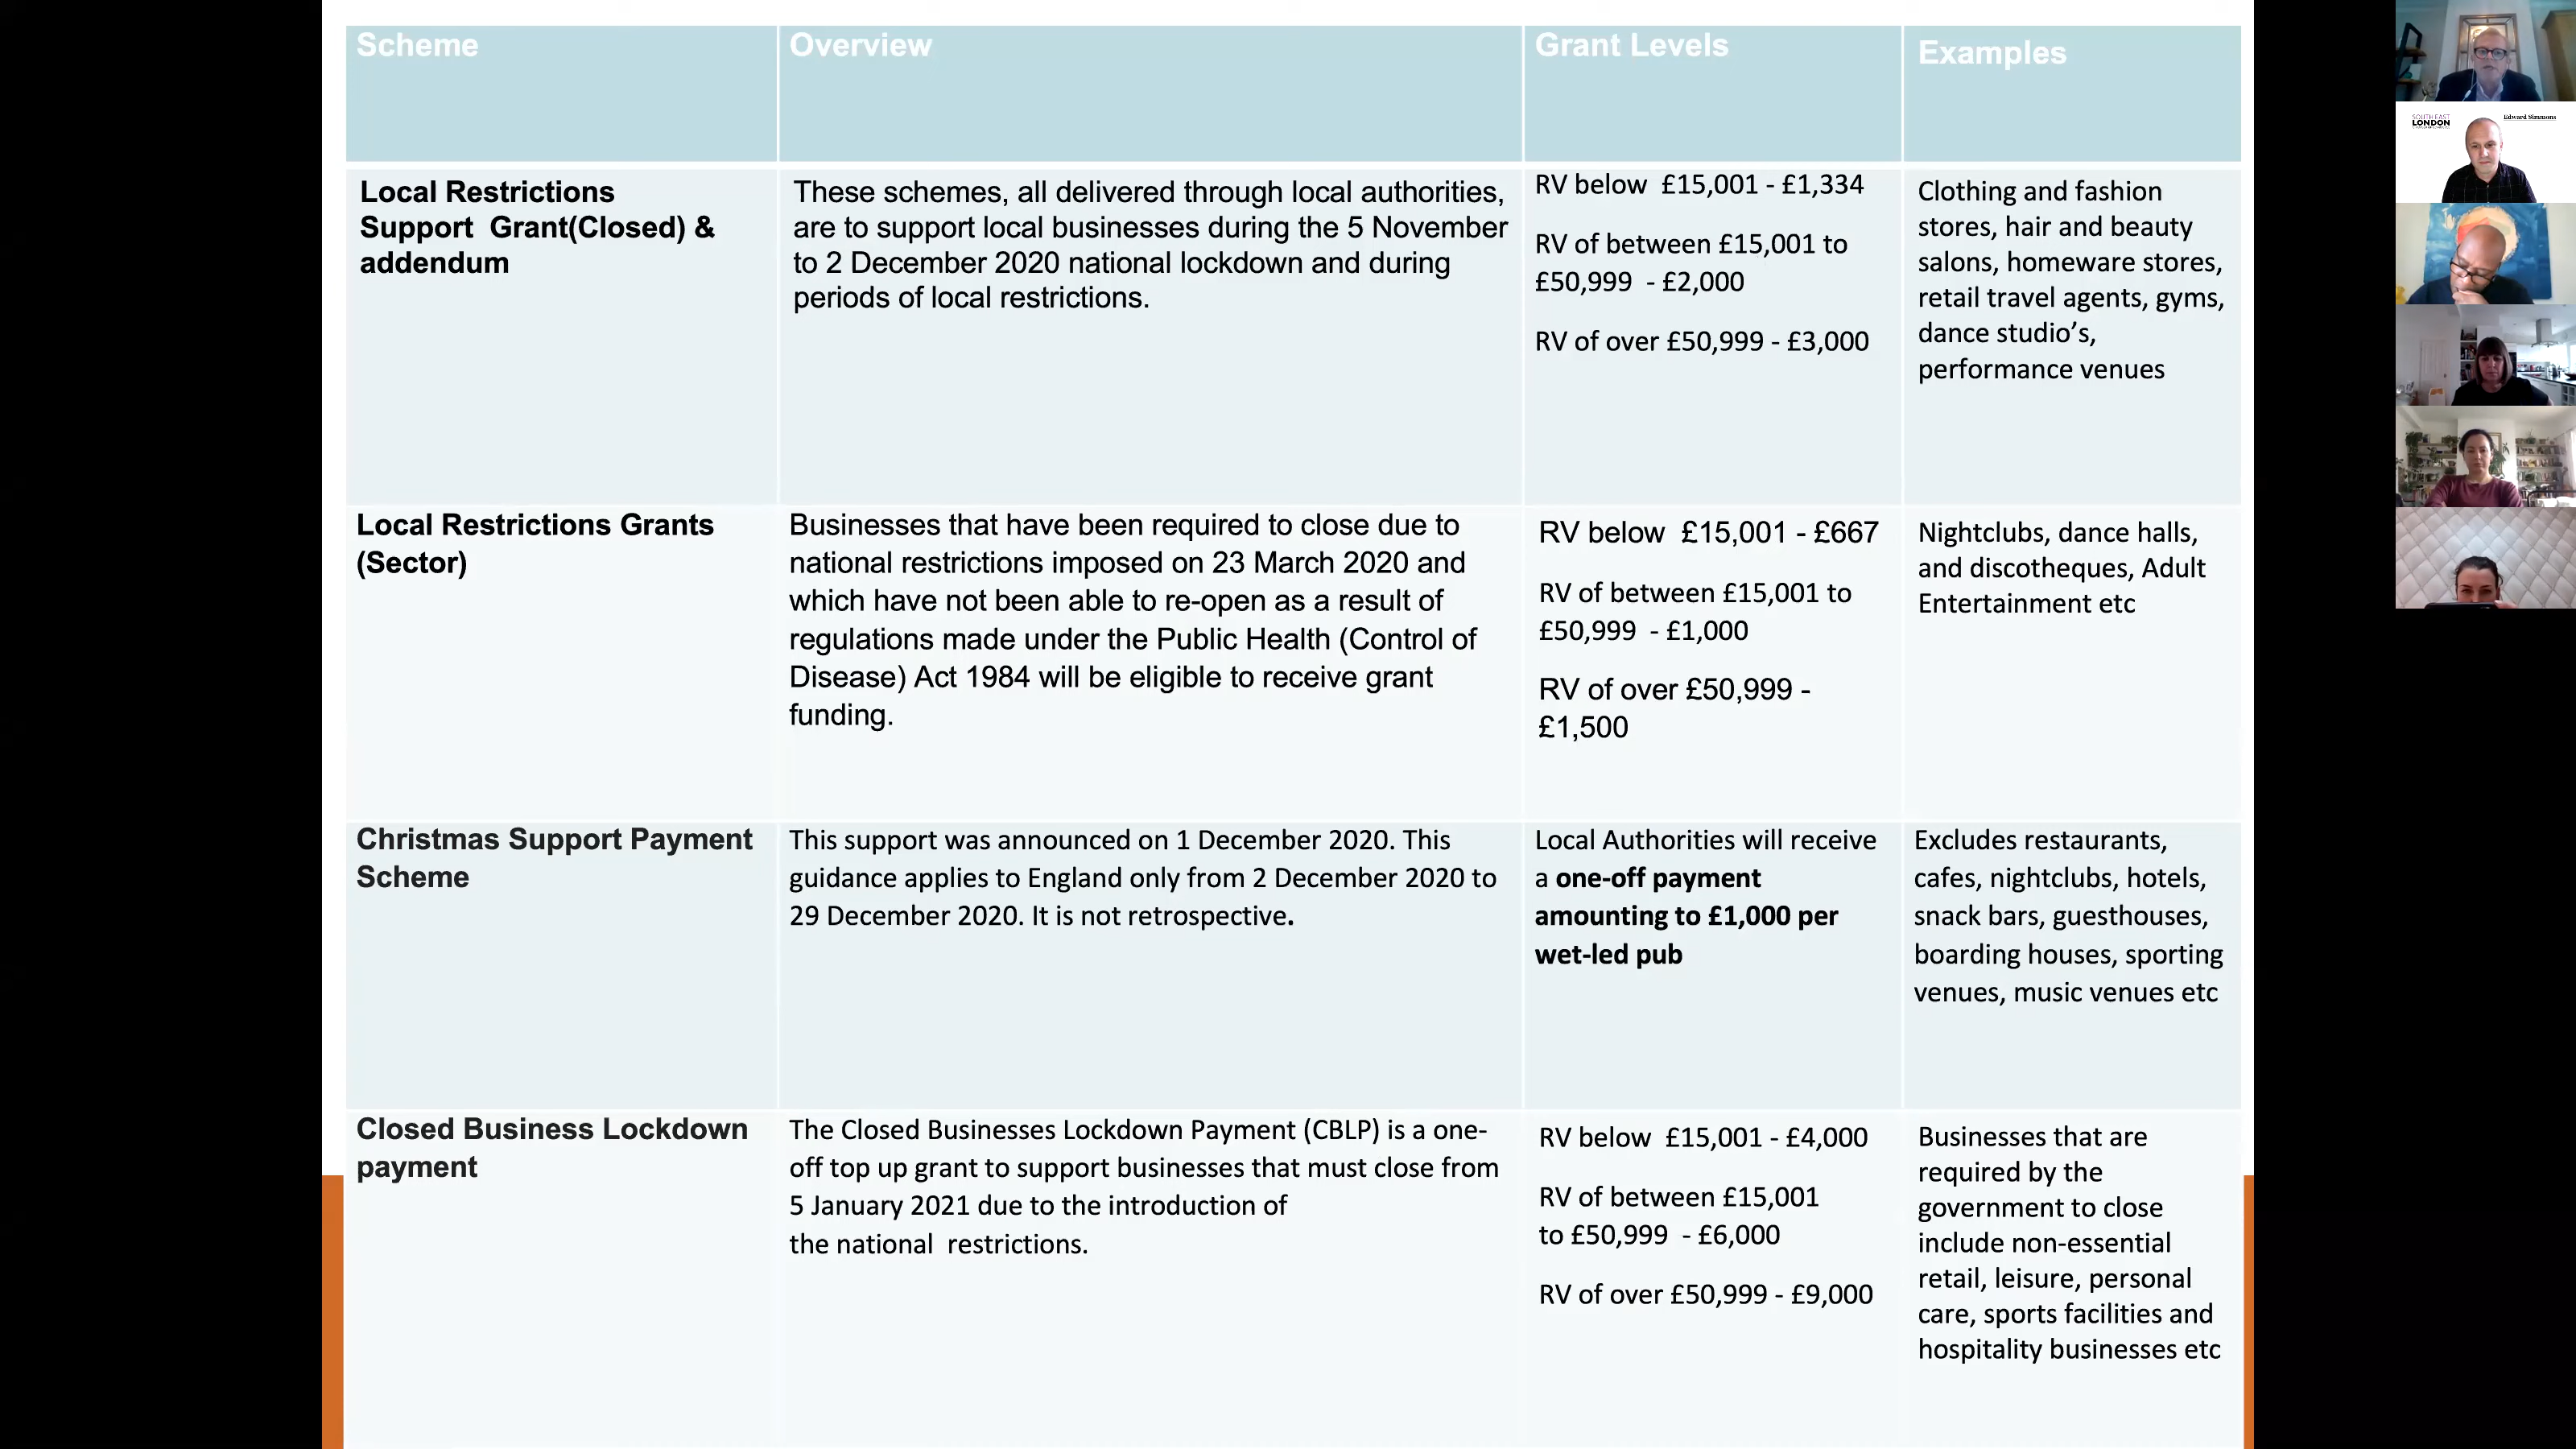 Scheme
Overview
Grant Levels
Examples
Local Restrictions
Support Grant(Closed) &
addendum
These schemes, all delivered through local authorities,
are to support local businesses during the 5 November
to 2 December 2020 national lockdown and during
periods of local restrictions.
RV below £15,001 - £1,334
RV of between £15,001 to
£50,999 - £2,000
RV of over £50,999 - £3,000
Clothing and fashion
stores, hair and beauty
salons, homeware stores,
retail travel agents, gyms,
dance studio’s,
performance venues
Local Restrictions Grants
(Sector)
Businesses that have been required to close due to
national restrictions imposed on 23 March 2020 and
which have not been able to re-open as a result of
regulations made under the Public Health (Control of
Disease) Act 1984 will be eligible to receive grant
funding.
RV below £15,001 - £667
RV of between £15,001 to
£50,999 - £1,000
RV of over £50,999 -
£1,500
Nightclubs, dance halls,
and discotheques, Adult
Entertainment etc
Christmas Support Payment
Scheme
This support was announced on 1 December 2020. This
guidance applies to England only from 2 December 2020 to
29 December 2020. It is not retrospective.
Local Authorities will receive
a one-off payment
amounting to £1,000 per
wet-led pub
Excludes restaurants,
cafes, nightclubs, hotels,
snack bars, guesthouses,
boarding houses, sporting
venues, music venues etc
Closed Business Lockdown
payment
The Closed Businesses Lockdown Payment (CBLP) is a one-
off top up grant to support businesses that must close from
5 January 2021 due to the introduction of
the national restrictions.
RV below £15,001 - £4,000
RV of between £15,001
to £50,999 - £6,000
RV of over £50,999 - £9,000
Businesses that are
required by the
government to close
include non-essential
retail, leisure, personal
care, sports facilities and
hospitality businesses etc
SOUTH EAST
LONDON
Edward Simmons